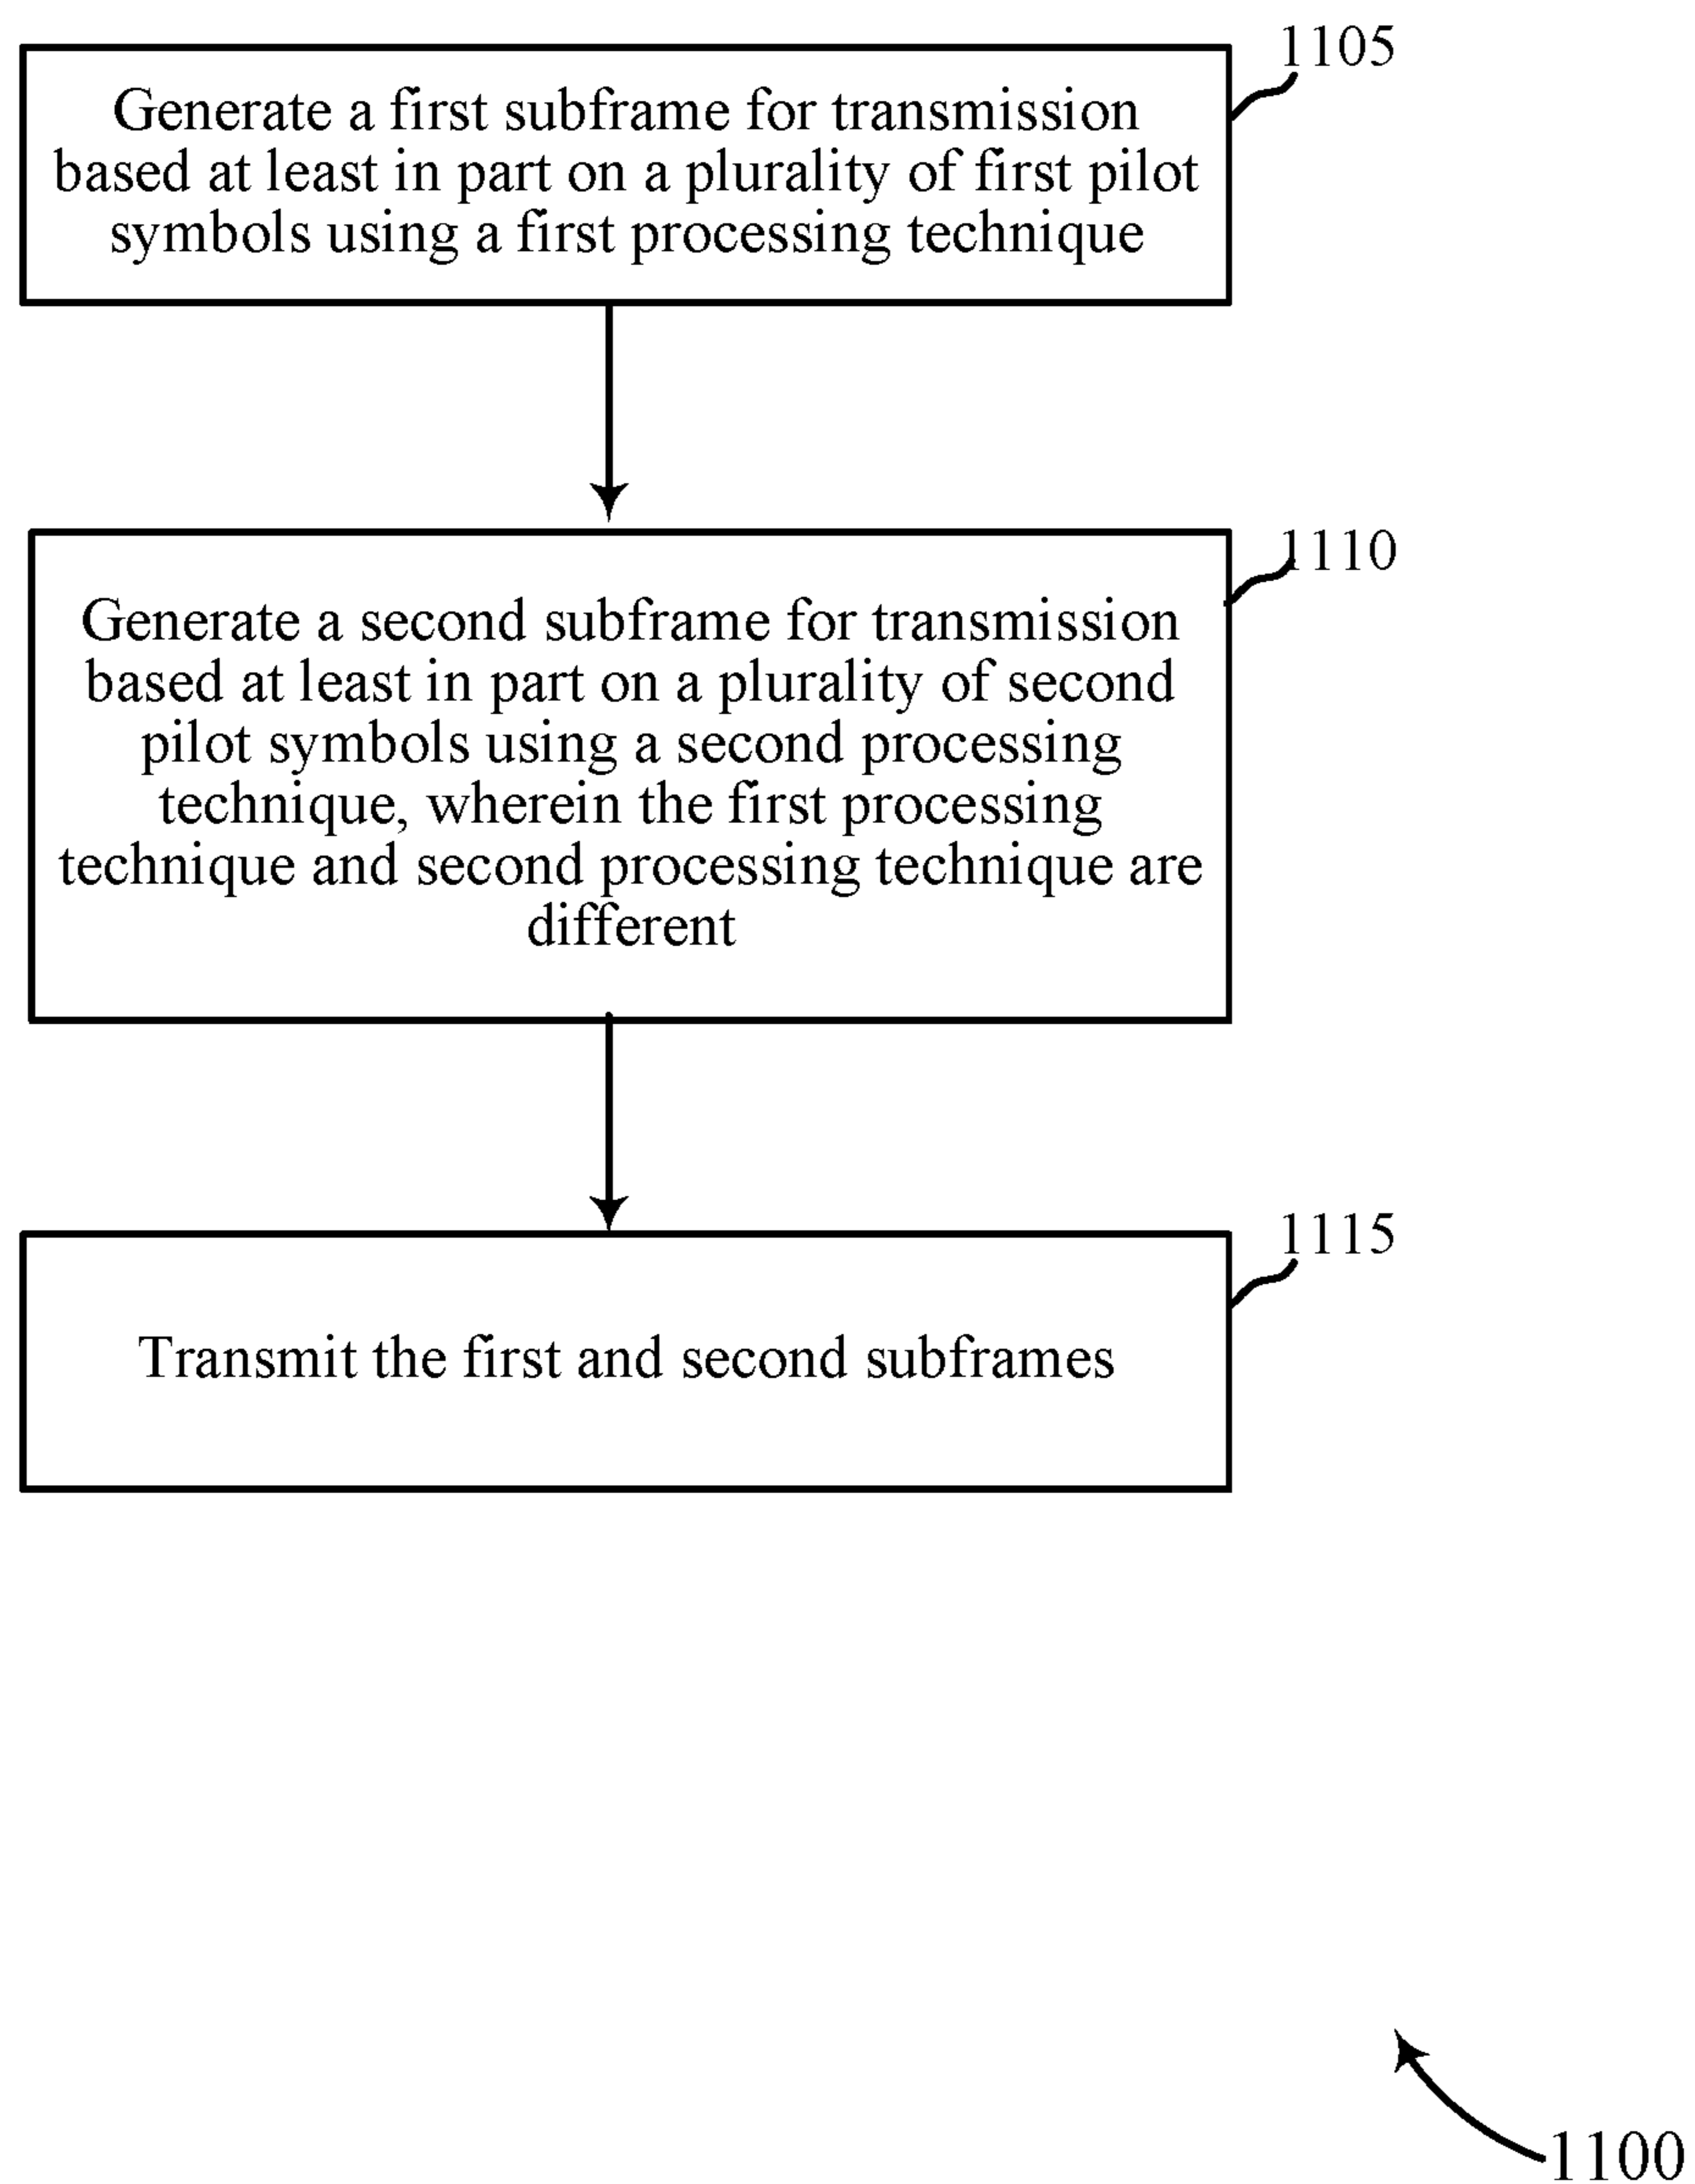 1105
Generate a first subframe for transmission
based at least in part on a plurality of first pilot
symbols using a first processing technique
1110
Generate a second subframe for transmission
based at least in part on a plurality of second
pilot symbols using a second processing
technique, wherein the first processing
technique and second processing technique are
different
1115
Transmit the first and second subframes
1100